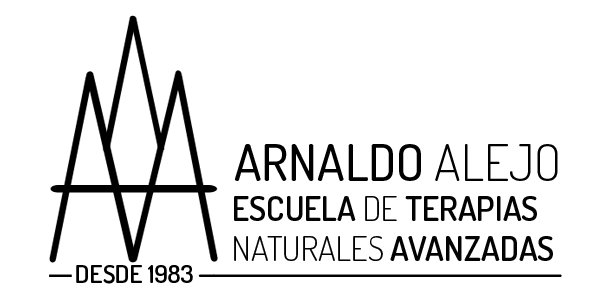 ARNALDO ALEJO
ESCUELA DE TERAPIAS
NATURALES AVANZADAS
DESDE 1983